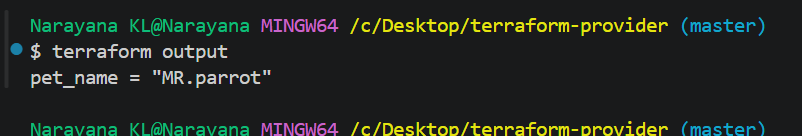 Narayana KL@Narayana MINGW64 /c/Desktop/terraform-provider (master)
$ terraform output
pet_name = "MR.parrot"
Narayana KL@Narayana MINGW64 /c/Desktop/terraform-provider (master)